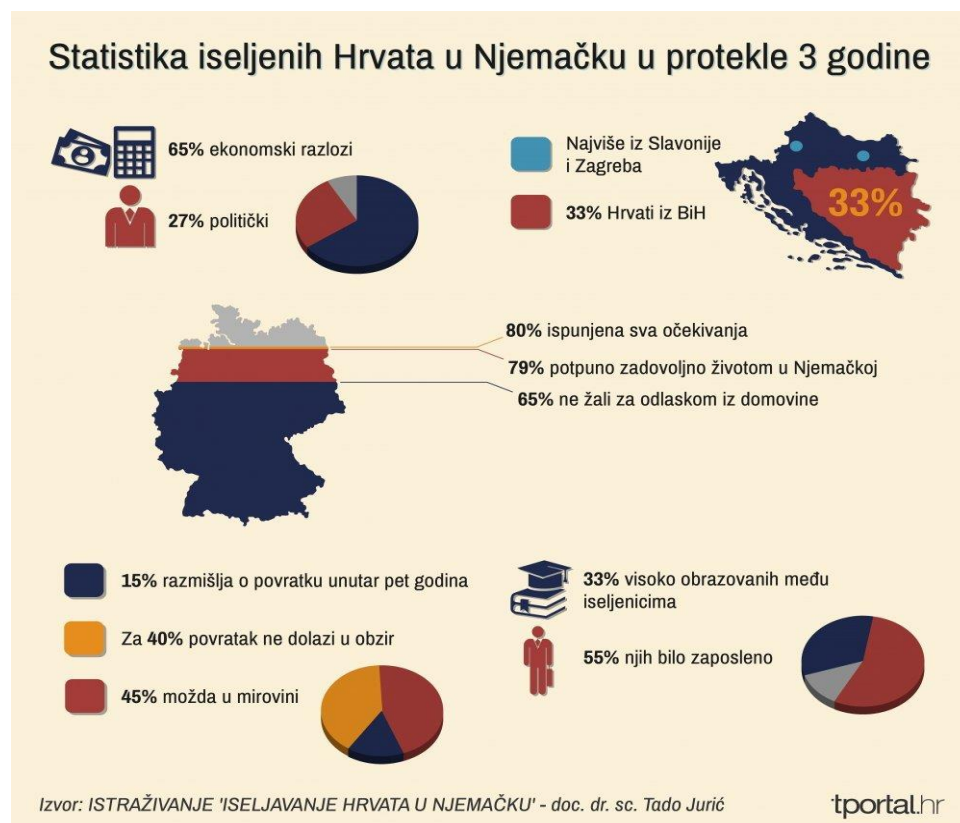 Statistika iseljenih Hrvata u Njemačku u protekle 3 godine
65% ekonomski razlozi
27% politički
Najviše iz Slavonije
i Zagreba
33% Hrvati iz BiH
33%
80% ispunjena sva očekivanja
79% potpuno zadovoljno životom u Njemačkoj
65% ne žali za odlaskom iz domovine
15% razmišlja o povratku unutar pet godina
Za 40% povratak ne dolazi u obzir
45% možda u mirovini
33% visoko obrazovanih među
iseljenicima
55% njih bilo zaposleno
Izvor: ISTRAŽIVANJE 'ISELJAVANJE HRVATA U NJEMAČKU' - doc. dr. sc. Tado Jurić
tportal.hr